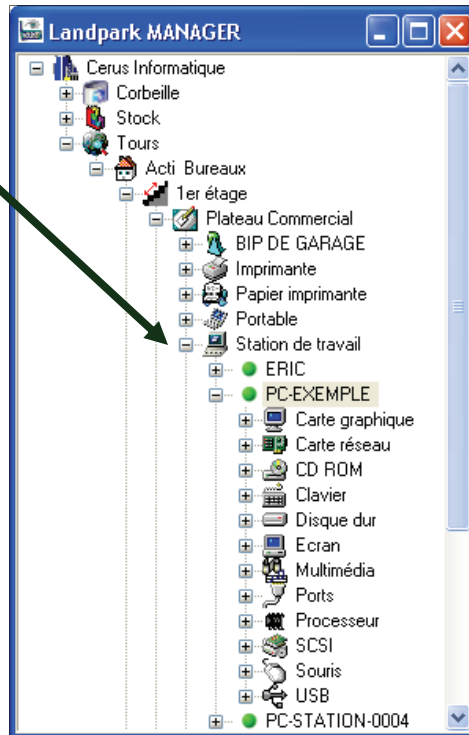 Landpark MANAGER
Cerus Informatique
Corbeille
Stock
Tours
Acti Bureaux
1er étage
Plateau Commercial
BIP DE GARAGE
Imprimante
Papier imprimante
Portable
Station de travail
ERIC
PC-EXEMPLE
Carte graphique
Carte réseau
CD ROM
Clavier
Disque dur
Ecran
Multimédia
Ports
Processeur
SCSI
Souris
USB
PC-STATION-0004